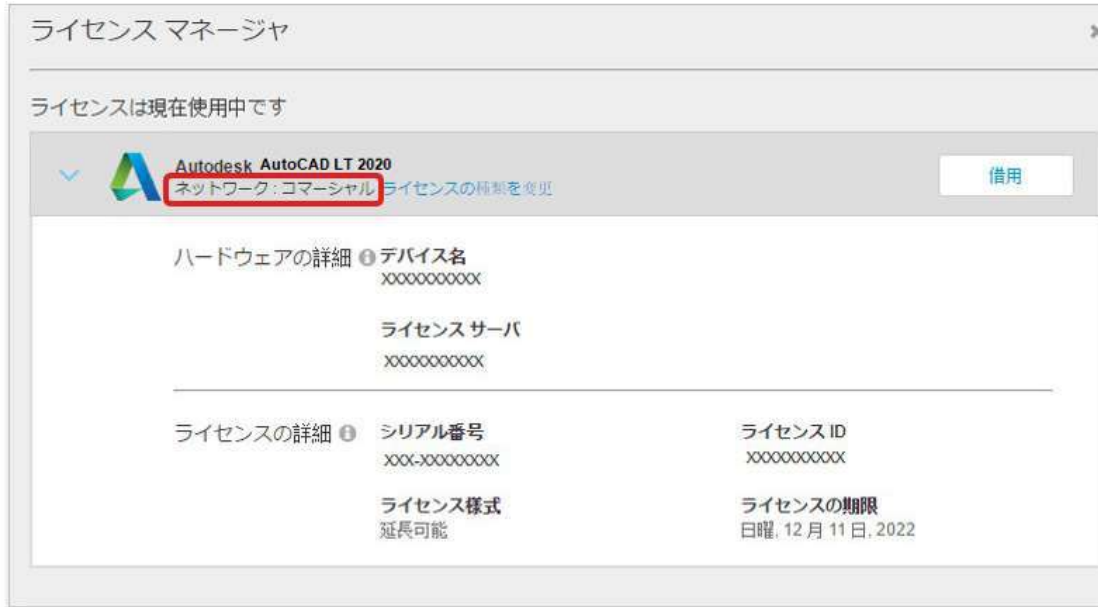 ライセンス マネージャ
ライセンスは現在使用中です
Autodesk AutoCAD LT 2020
ネットワーク : コマーシャル ライセンスの種類を変更
借用
ハードウェアの詳細 デバイス名
XXXXXXXXXX
ライセンス サーバ
XXXXXXXXXX
ライセンスの詳細 シリアル番号 ライセンス ID
XXX-XXXXXXXX XXXXXXXXXX
ライセンス様式 ライセンスの期限
延長可能 日曜, 12 月 11 日, 2022